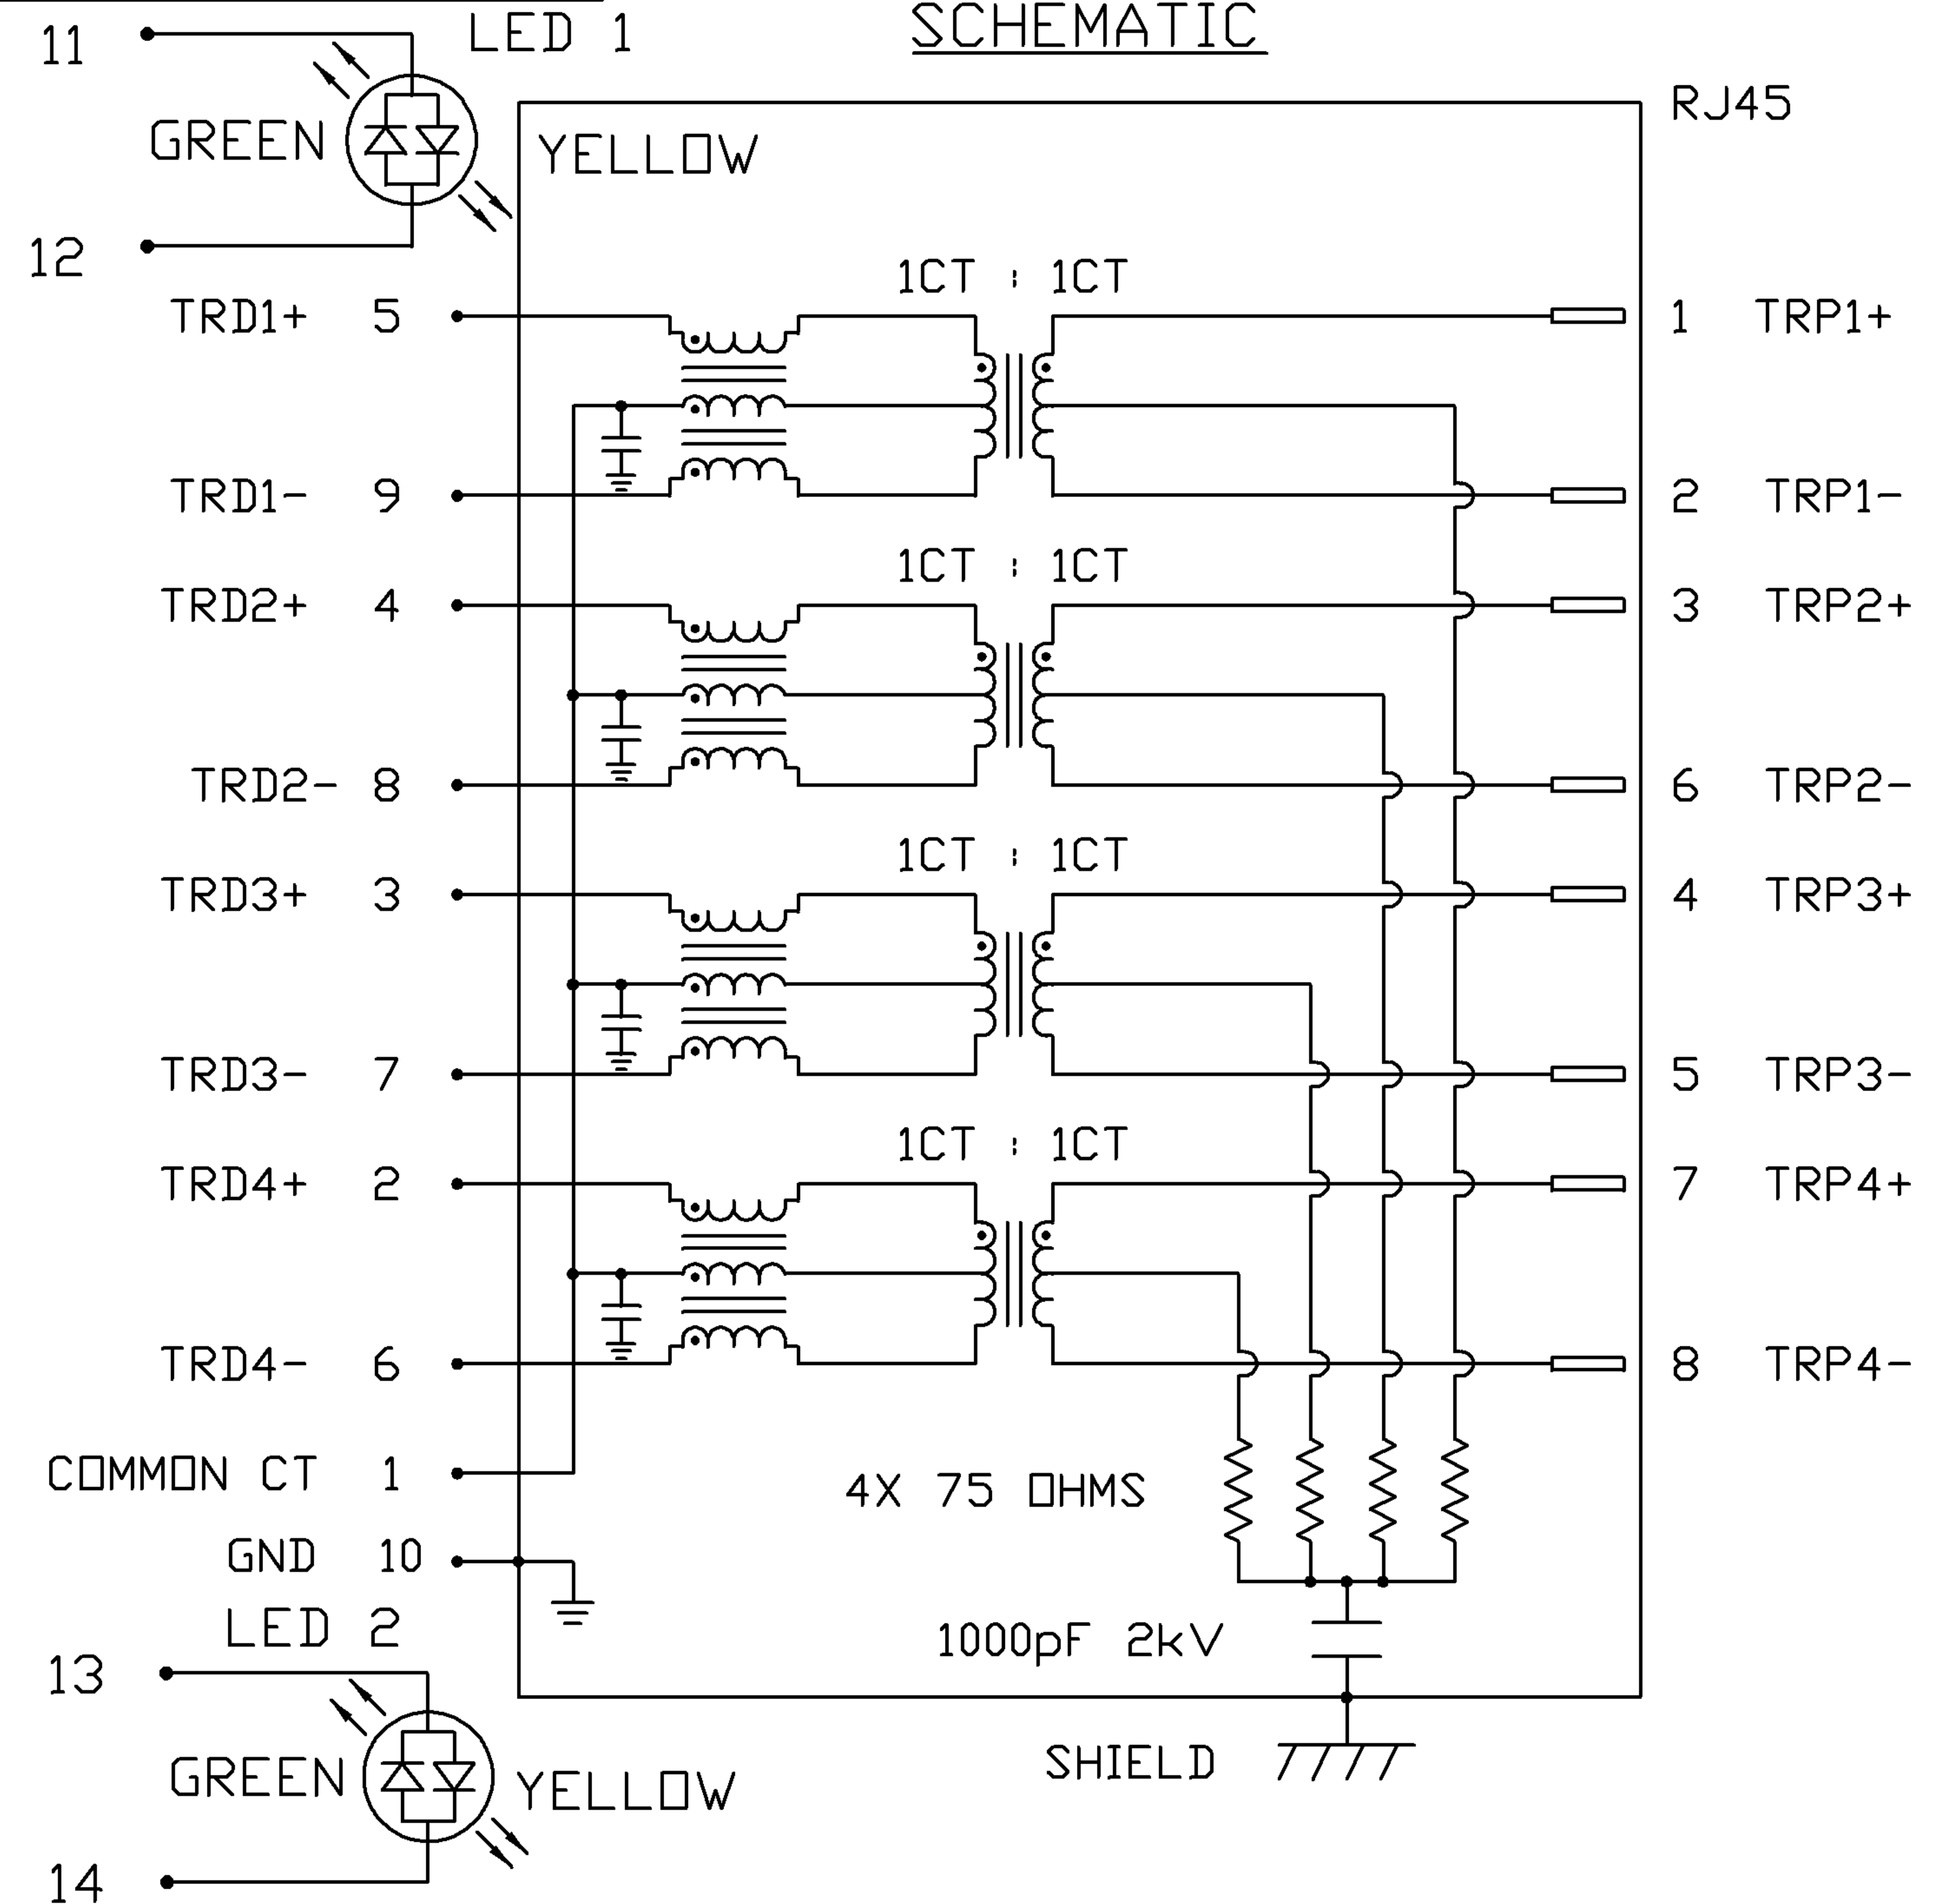 LED 1 SCHEMATIC
11
RJ45
GREEN YELLOW
12
1CT : 1CT
TRD1+ 5 1 TRP1+
TRD1- 9 2 TRP1-
1CT : 1CT
TRD2+ 4 3 TRP2+
TRD2- 8 6 TRP2-
1CT : 1CT
TRD3+ 3 4 TRP3+
TRD3- 7 5 TRP3-
1CT : 1CT
TRD4+ 2 7 TRP4+
TRD4- 6 8 TRP4-
COMMON CT 1 4X 75 OHMS
GND 10
LED 2 1000pF 2kV
13
SHIELD
GREEN YELLOW
14